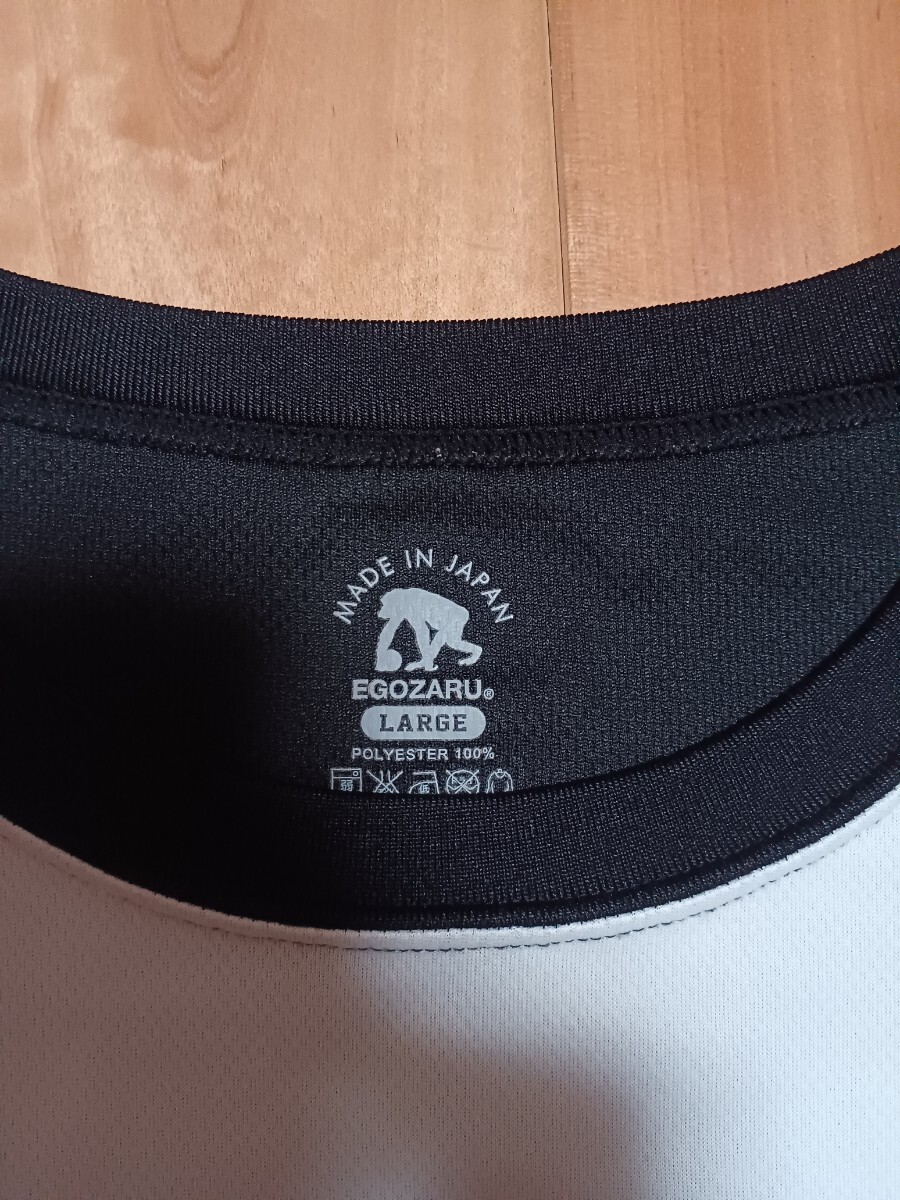 MADE IN JAPAN
EGOZARU®
LARGE
POLYESTER 100%